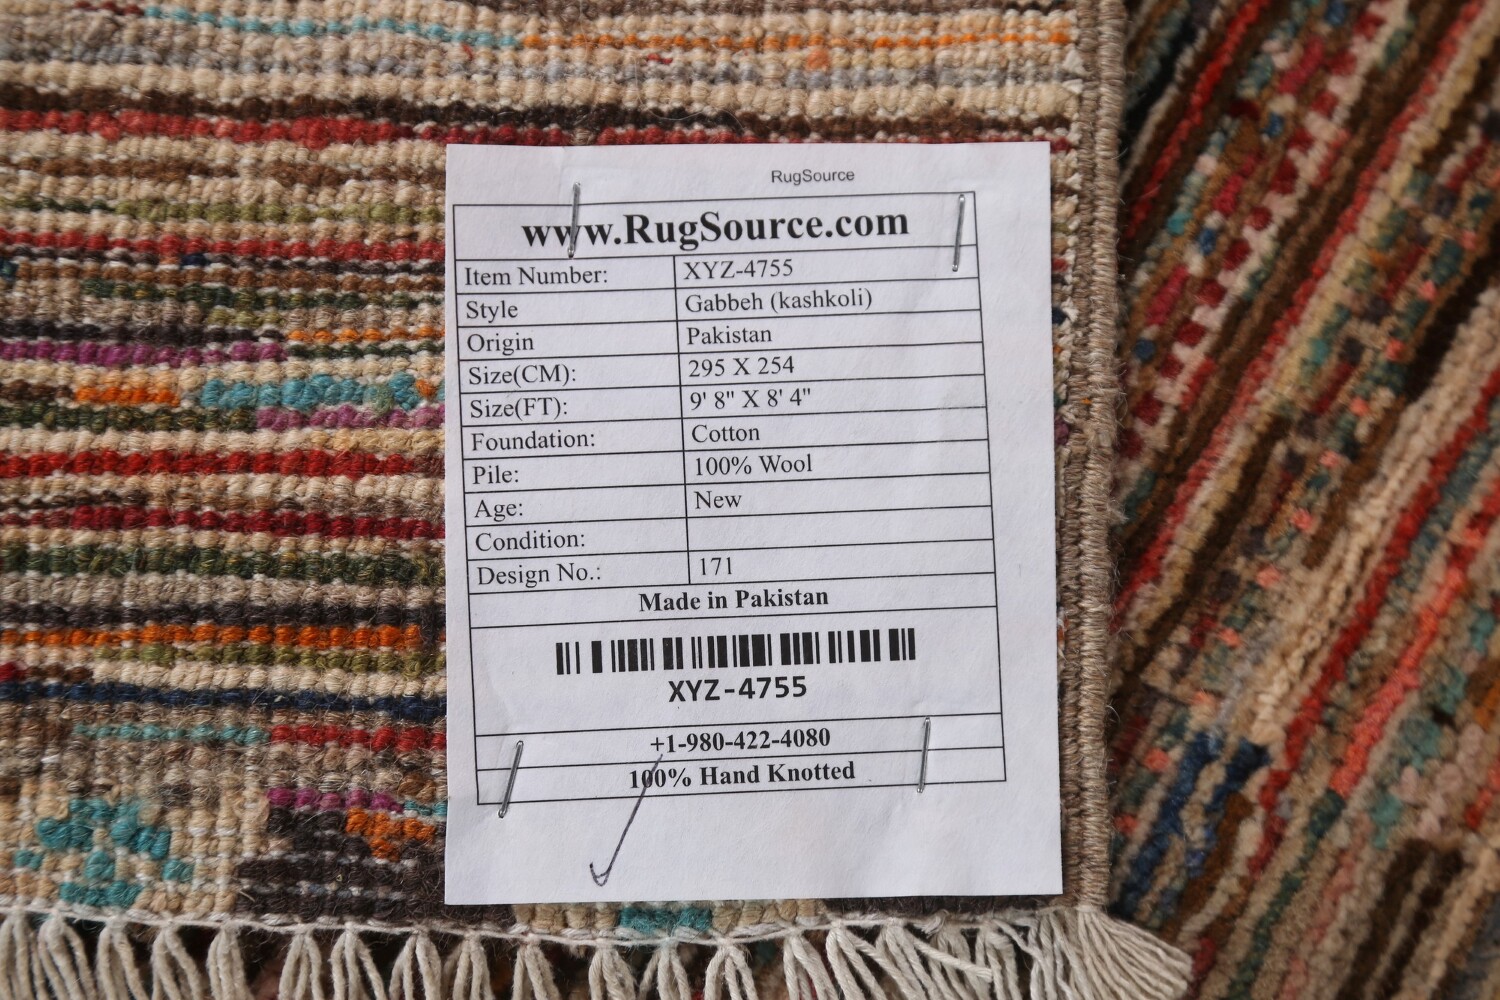 RugSource
www.RugSource.com
Item Number: XYZ-4755
Style Gabbeh (kashkoli)
Origin Pakistan
Size(CM): 295 X 254
Size(FT): 9' 8" X 8' 4"
Foundation: Cotton
Pile: 100% Wool
Age: New
Condition:
Design No.: 171
Made in Pakistan
XYZ-4755
+1-980-422-4080
100% Hand Knotted